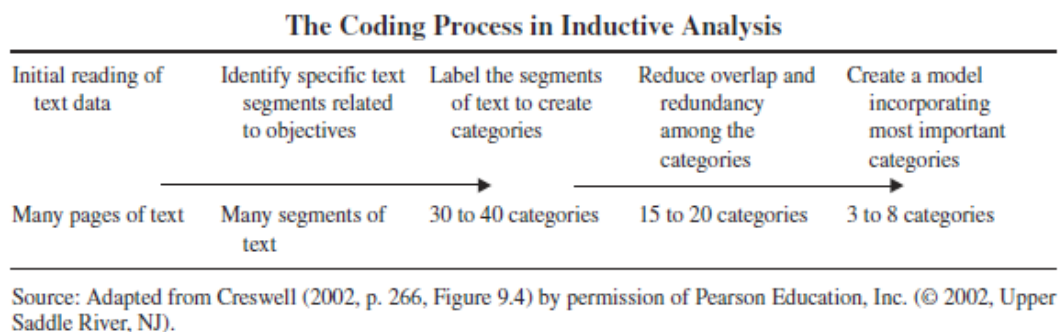 The Coding Process in Inductive Analysis
Initial reading of
text data
Identify specific text
segments related
to objectives
Label the segments
of text to create
categories
Reduce overlap and
redundancy
among the
categories
Create a model
incorporating
most important
categories
Many pages of text
Many segments of
text
30 to 40 categories
15 to 20 categories
3 to 8 categories
Source: Adapted from Creswell (2002, p. 266, Figure 9.4) by permission of Pearson Education, Inc. (© 2002, Upper
Saddle River, NJ).